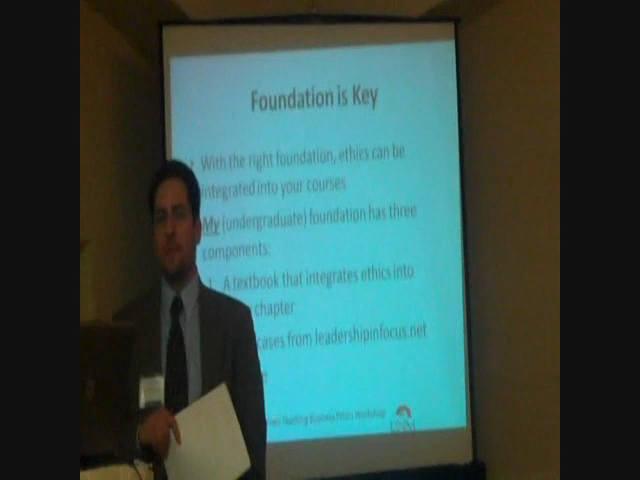 Foundation is Key
• With the right foundation, ethics can be
integrated into your courses
My (undergraduate) foundation has three
components:
A textbook that integrates ethics into
chapter
cases from leadershipinfocus.net
Teaching Business Ethics Workshop